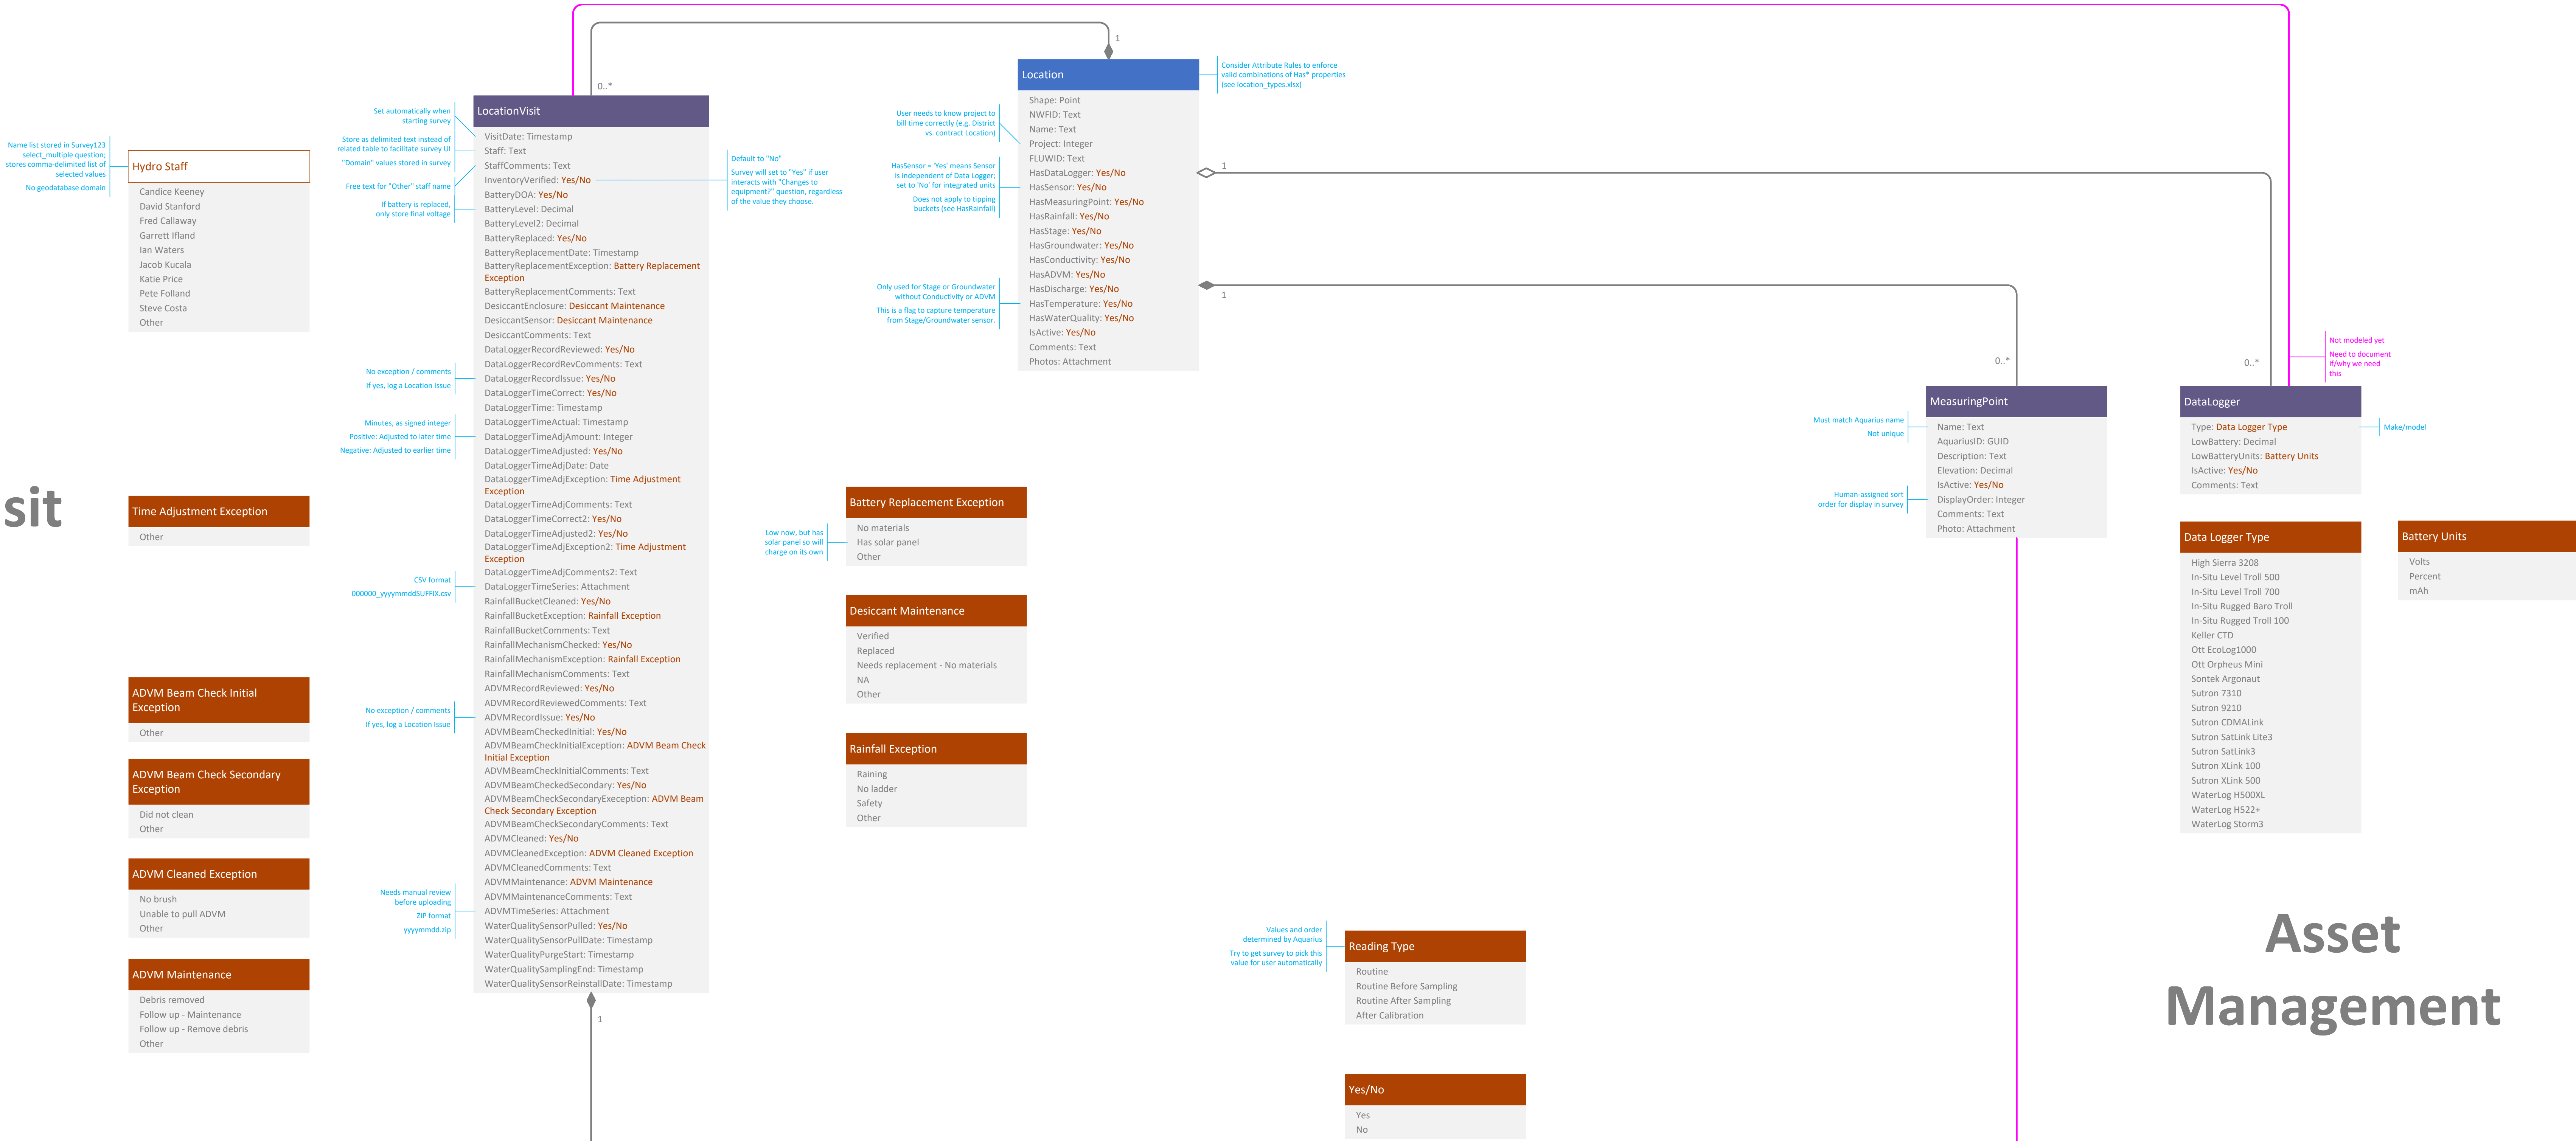 sit
Name list stored in Survey123
select_multiple question;
stores comma-delimited list of
selected values
No geodatabase domain
Hydro Staff
Candice Keeney
David Stanford
Fred Callaway
Garrett Ifland
Ian Waters
Jacob Kucala
Katie Price
Pete Folland
Steve Costa
Other
Time Adjustment Exception
Other
ADVM Beam Check Initial
Exception
Other
ADVM Beam Check Secondary
Exception
Did not clean
Other
ADVM Cleaned Exception
No brush
Unable to pull ADVM
Other
ADVM Maintenance
Debris removed
Follow up - Maintenance
Follow up - Remove debris
Other
Set automatically when
starting survey
Store as delimited text instead of
related table to facilitate survey UI
"Domain" values stored in survey
Free text for "Other" staff name
If battery is replaced,
only store final voltage
No exception / comments
If yes, log a Location Issue
Minutes, as signed integer
Positive: Adjusted to later time
Negative: Adjusted to earlier time
CSV format
000000_yyyymmddSUFFIX.csv
No exception / comments
If yes, log a Location Issue
Needs manual review
before uploading
ZIP format
yyyymmdd.zip
0..*
LocationVisit
VisitDate: Timestamp
Staff: Text
StaffComments: Text
InventoryVerified: Yes/No
BatteryDOA: Yes/No
BatteryLevel: Decimal
BatteryLevel2: Decimal
BatteryReplaced: Yes/No
BatteryReplacementDate: Timestamp
BatteryReplacementException: Battery Replacement
Exception
BatteryReplacementComments: Text
DesiccantEnclosure: Desiccant Maintenance
DesiccantSensor: Desiccant Maintenance
DesiccantComments: Text
DataLoggerRecordReviewed: Yes/No
DataLoggerRecordRevComments: Text
DataLoggerRecordIssue: Yes/No
DataLoggerTimeCorrect: Yes/No
DataLoggerTime: Timestamp
DataLoggerTimeActual: Timestamp
DataLoggerTimeAdjAmount: Integer
DataLoggerTimeAdjusted: Yes/No
DataLoggerTimeAdjDate: Date
DataLoggerTimeAdjException: Time Adjustment
Exception
DataLoggerTimeAdjComments: Text
DataLoggerTimeCorrect2: Yes/No
DataLoggerTimeAdjusted2: Yes/No
DataLoggerTimeAdjException2: Time Adjustment
Exception
DataLoggerTimeAdjComments2: Text
DataLoggerTimeSeries: Attachment
RainfallBucketCleaned: Yes/No
RainfallBucketException: Rainfall Exception
RainfallBucketComments: Text
RainfallMechanismChecked: Yes/No
RainfallMechanismException: Rainfall Exception
RainfallMechanismComments: Text
ADVMRecordReviewed: Yes/No
ADVMRecordReviewedComments: Text
ADVMRecordIssue: Yes/No
ADVMBeamCheckedInitial: Yes/No
ADVMBeamCheckInitialException: ADVM Beam Check
Initial Exception
ADVMBeamCheckInitialComments: Text
ADVMBeamCheckedSecondary: Yes/No
ADVMBeamCheckSecondaryExeception: ADVM Beam
Check Secondary Exception
ADVMBeamCheckSecondaryComments: Text
ADVMCleaned: Yes/No
ADVMCleanedException: ADVM Cleaned Exception
ADVMCleanedComments: Text
ADVMMaintenance: ADVM Maintenance
ADVMMaintenanceComments: Text
ADVMTimeSeries: Attachment
WaterQualitySensorPulled: Yes/No
WaterQualitySensorPullDate: Timestamp
WaterQualityPurgeStart: Timestamp
WaterQualitySamplingEnd: Timestamp
WaterQualitySensorReinstallDate: Timestamp
1
Default to "No"
Survey will set to "Yes" if user
interacts with "Changes to
equipment?" question, regardless
of the value they choose.
Low now, but has
solar panel so will
charge on its own
Battery Replacement Exception
No materials
Has solar panel
Other
Desiccant Maintenance
Verified
Replaced
Needs replacement - No materials
NA
Other
Rainfall Exception
Raining
No ladder
Safety
Other
User needs to know project to
bill time correctly (e.g. District
vs. contract Location)
HasSensor = 'Yes' means Sensor
is independent of Data Logger;
set to 'No' for integrated units
Does not apply to tipping
buckets (see HasRainfall)
Only used for Stage or Groundwater
without Conductivity or ADVM
This is a flag to capture temperature
from Stage/Groundwater sensor.
1
Location
Shape: Point
NWFID: Text
Name: Text
Project: Integer
FLUWID: Text
HasDataLogger: Yes/No
HasSensor: Yes/No
HasMeasuringPoint: Yes/No
HasRainfall: Yes/No
HasStage: Yes/No
HasGroundwater: Yes/No
HasConductivity: Yes/No
HasADVM: Yes/No
HasDischarge: Yes/No
HasTemperature: Yes/No
HasWaterQuality: Yes/No
IsActive: Yes/No
Comments: Text
Photos: Attachment
Consider Attribute Rules to enforce
valid combinations of Has* properties
(see location_types.xlsx)
1
1
Values and order
determined by Aquarius
Try to get survey to pick this
value for user automatically
Reading Type
Routine
Routine Before Sampling
Routine After Sampling
After Calibration
Yes/No
Yes
No
0..*
Must match Aquarius name
Not unique
Human-assigned sort
order for display in survey
MeasuringPoint
Name: Text
AquariusID: GUID
Description: Text
Elevation: Decimal
IsActive: Yes/No
DisplayOrder: Integer
Comments: Text
Photo: Attachment
0..*
Not modeled yet
Need to document
if/why we need
this
DataLogger
Type: Data Logger Type
LowBattery: Decimal
LowBatteryUnits: Battery Units
IsActive: Yes/No
Comments: Text
Make/model
Data Logger Type
High Sierra 3208
In-Situ Level Troll 500
In-Situ Level Troll 700
In-Situ Rugged Baro Troll
In-Situ Rugged Troll 100
Keller CTD
Ott EcoLog1000
Ott Orpheus Mini
Sontek Argonaut
Sutron 7310
Sutron 9210
Sutron CDMALink
Sutron SatLink Lite3
Sutron SatLink3
Sutron XLink 100
Sutron XLink 500
WaterLog H500XL
WaterLog H522+
WaterLog Storm3
Battery Units
Volts
Percent
mAh
Asset
Management